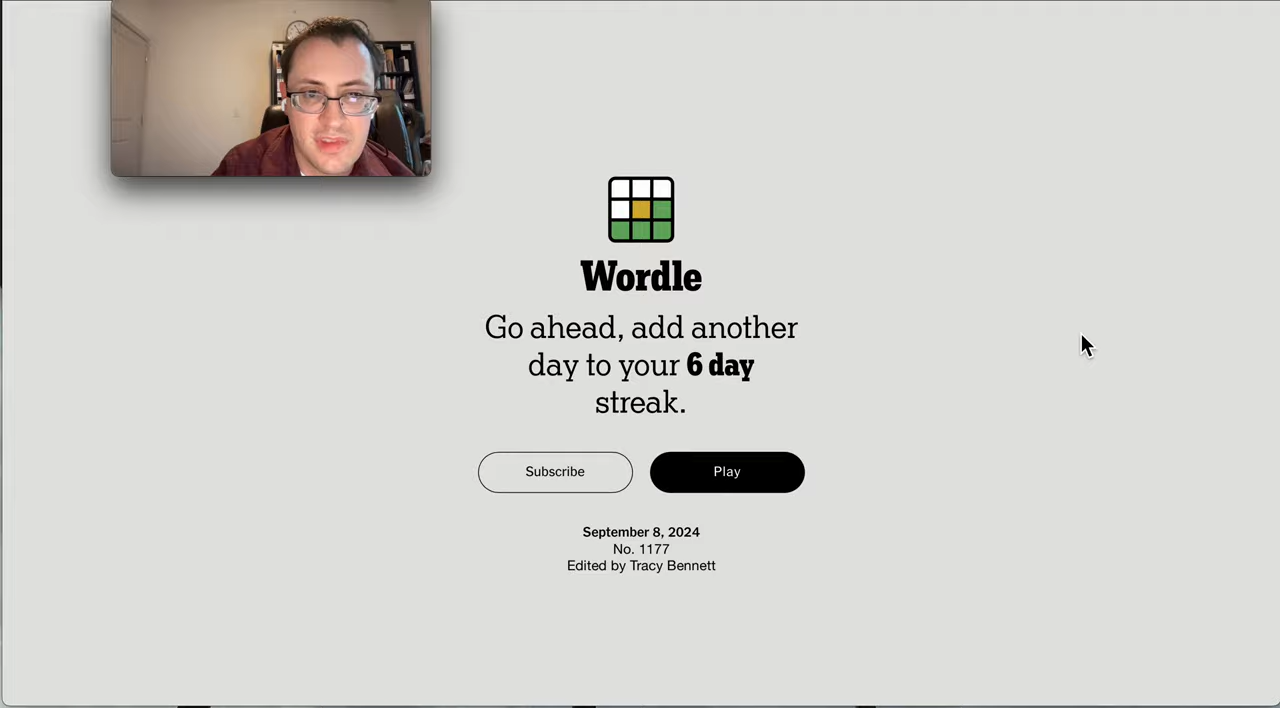 Wordle
Go ahead, add another
day to your 6 day
streak.
Subscribe
Play
September 8, 2024
No. 1177
Edited by Tracy Bennett